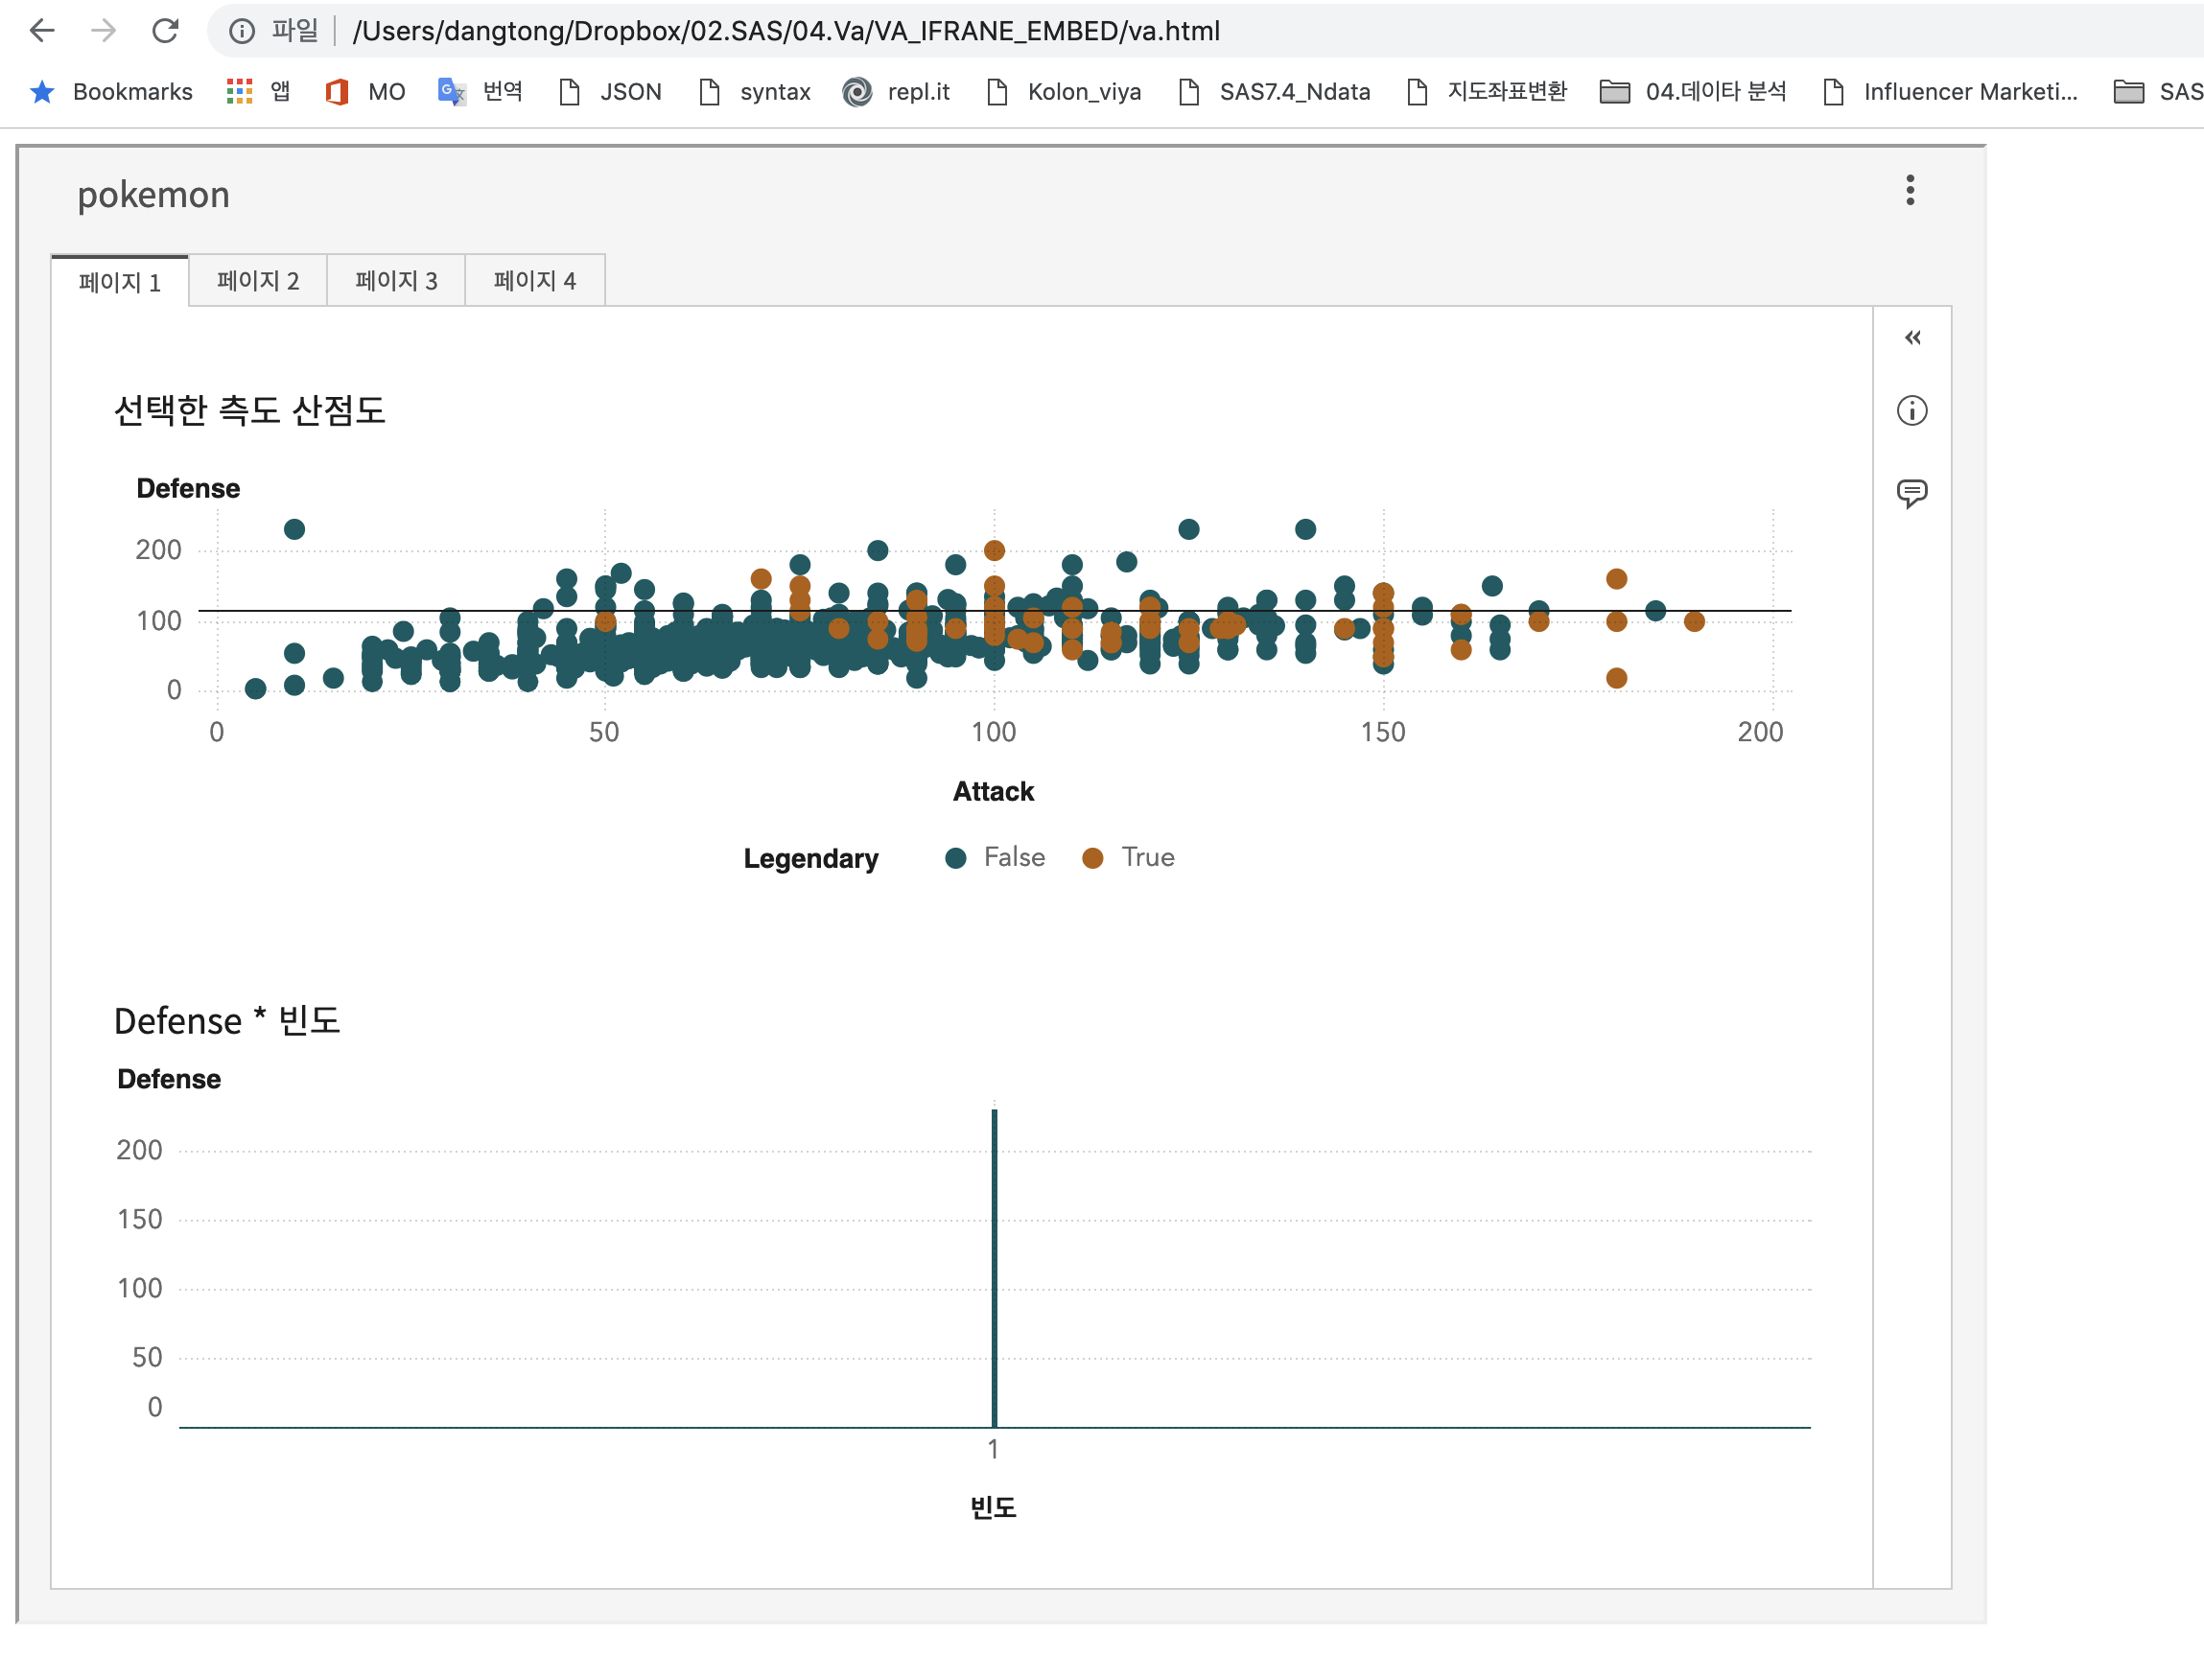 파일 /Users/dangtong/Dropbox/02.SAS/04.Va/VA_IFRANE_EMBED/va.html
Bookmarks 앱 MO 번역 JSON syntax repl.it Kolon_viya SAS7.4_Ndata 지도좌표변환 04.데이타 분석 Influencer Marketi... SAS
pokemon
페이지 1 페이지 2 페이지 3 페이지 4
선택한 측도 산점도
Defense
200
100
0
0 50 100 150 200
Attack
Legendary False True
Defense * 빈도
Defense
200
150
100
50
0
1
빈도